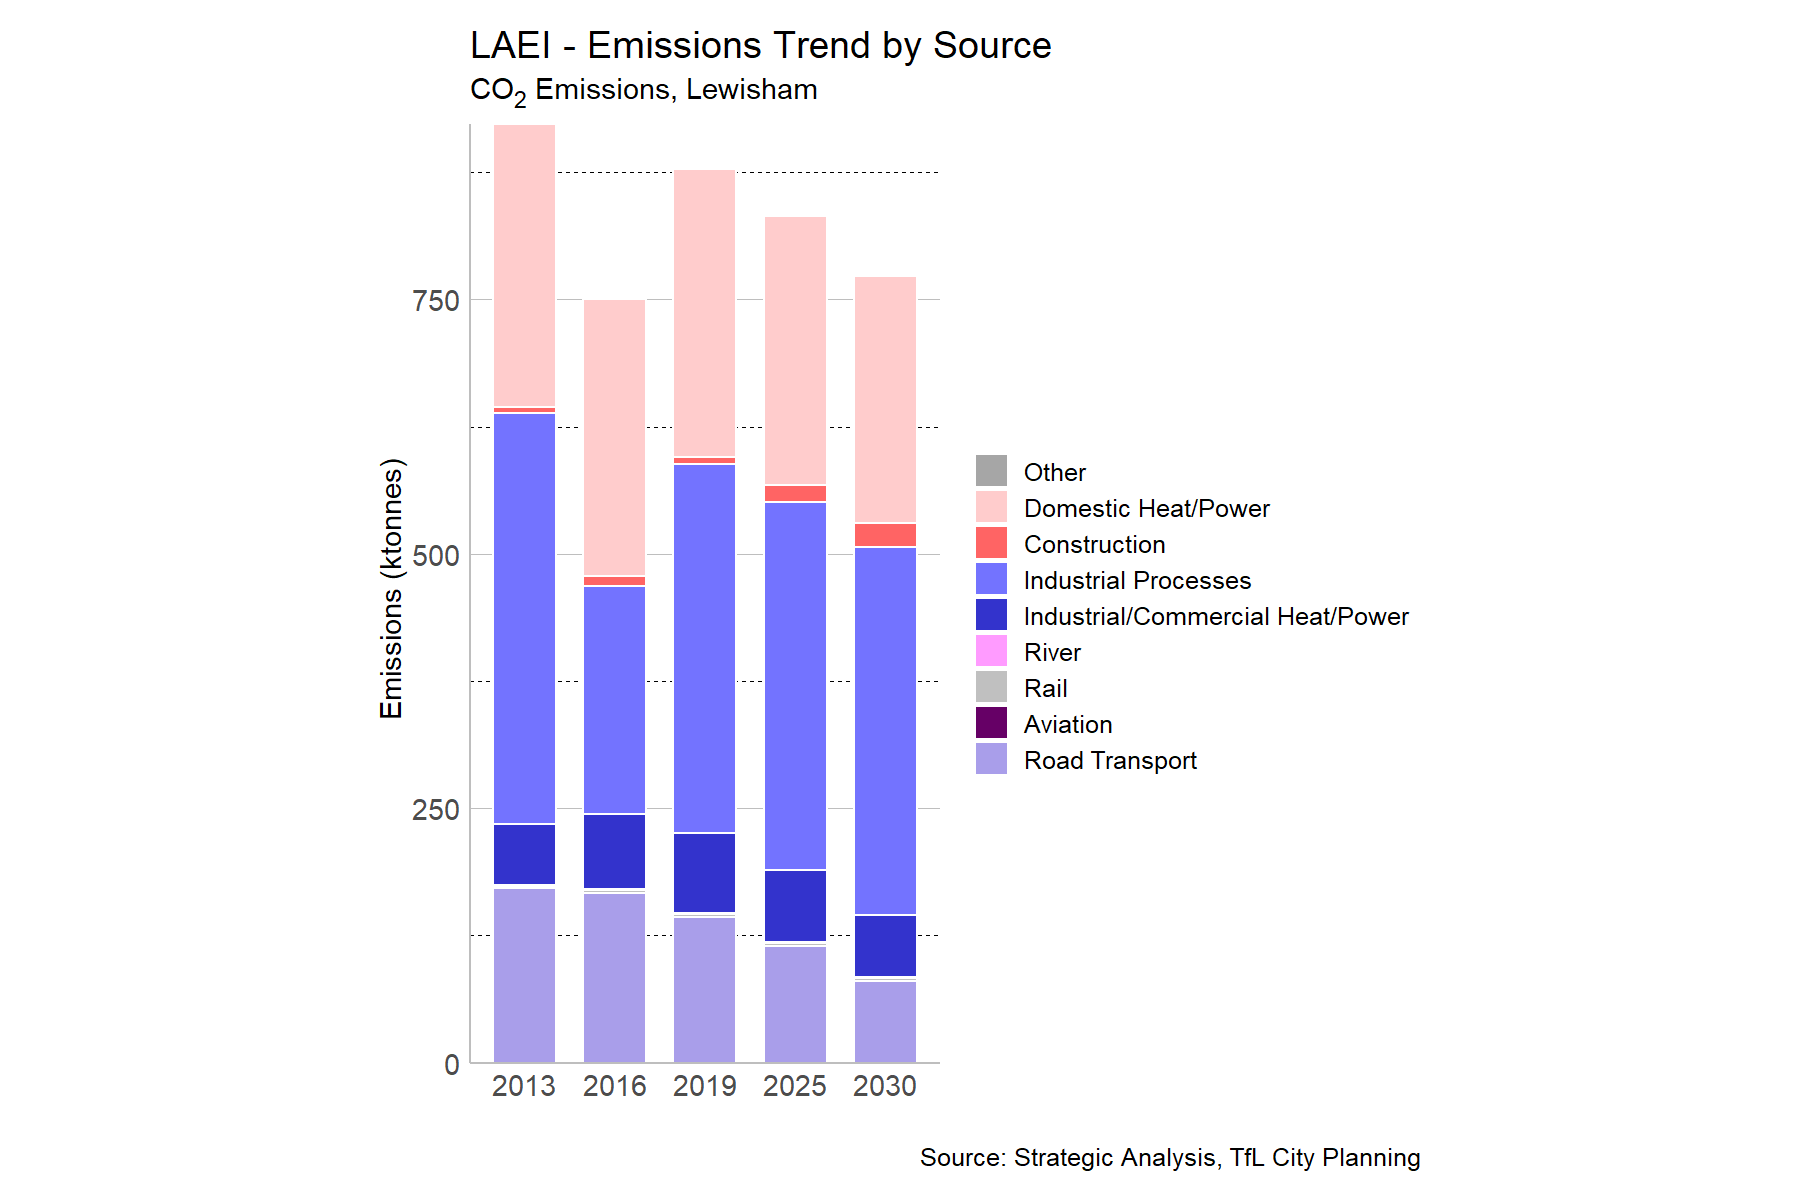 LAEI - Emissions Trend by Source
CO2 Emissions, Lewisham
Emissions (ktonnes)
750
500
250
0
2013 2016 2019 2025 2030
Other
Domestic Heat/Power
Construction
Industrial Processes
Industrial/Commercial Heat/Power
River
Rail
Aviation
Road Transport
Source: Strategic Analysis, TfL City Planning